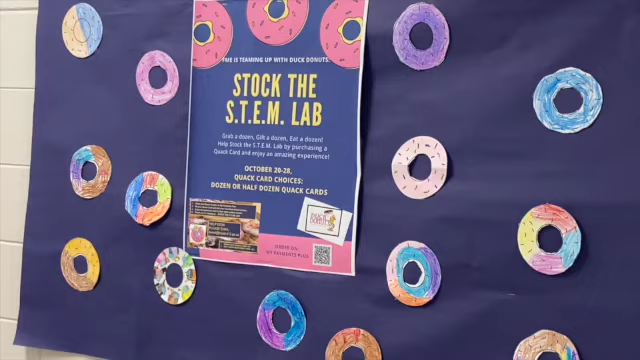 PME IS TEAMING UP WITH DUCK DONUTS.
STOCK THE
S.T.E.M. LAB
Grab a dozen, Gift a dozen, Eat a dozen!
Help Stock the S.T.E.M. Lab by purchasing a
Quack Card and enjoy an amazing experience!
OCTOBER 20-28,
QUACK CARD CHOICES:
DOZEN OR HALF DOZEN QUACK CARDS
DUCK
DONUTS
ORDER ON
MY PAYMENTS PLUS